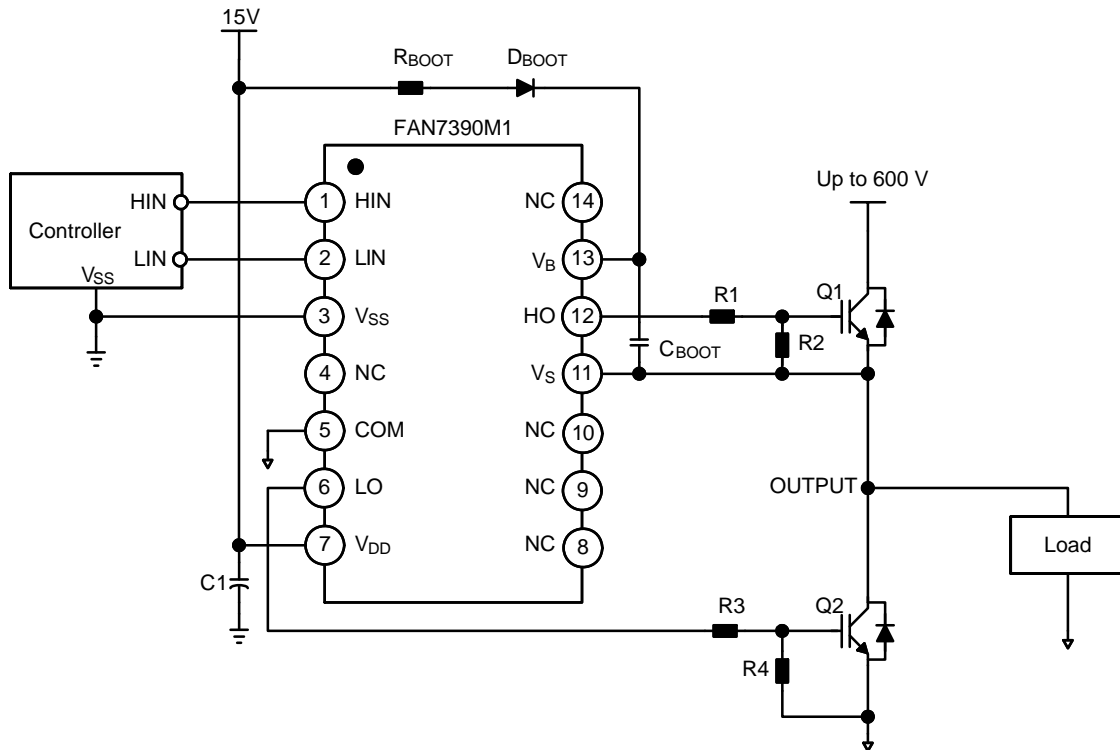 15V
RBOOT
DBOOT
FAN7390M1
Up to 600 V
Controller
HIN
LIN
VSS
1 HIN
2 LIN
3 VSS
4 NC
5 COM
6 LO
7 VDD
NC 14
VB 13
HO 12
VS 11
NC 10
NC 9
NC 8
CBOOT
R1
R2
Q1
OUTPUT
Load
C1
R3
R4
Q2